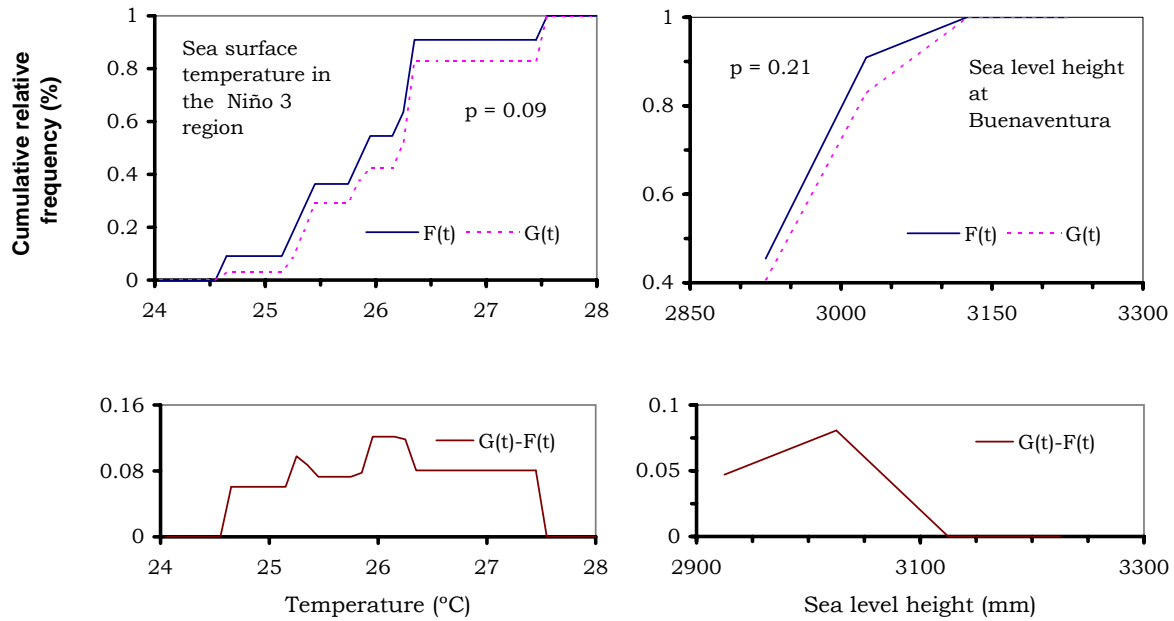 Cumulative relative
frequency (%)
1
0.8
0.6
0.4
0.2
0
Sea surface
temperature in
the Niño 3
region
p = 0.09
F(t) G(t)
24 25 26 27 28
1
0.8
0.6
0.4
p = 0.21
Sea level height
at
Buenaventura
F(t) G(t)
2850 3000 3150 3300
0.16
0.08
0
G(t)-F(t)
24 25 26 27 28
Temperature (ºC)
0.1
0.05
0
G(t)-F(t)
2900 3100 3300
Sea level height (mm)